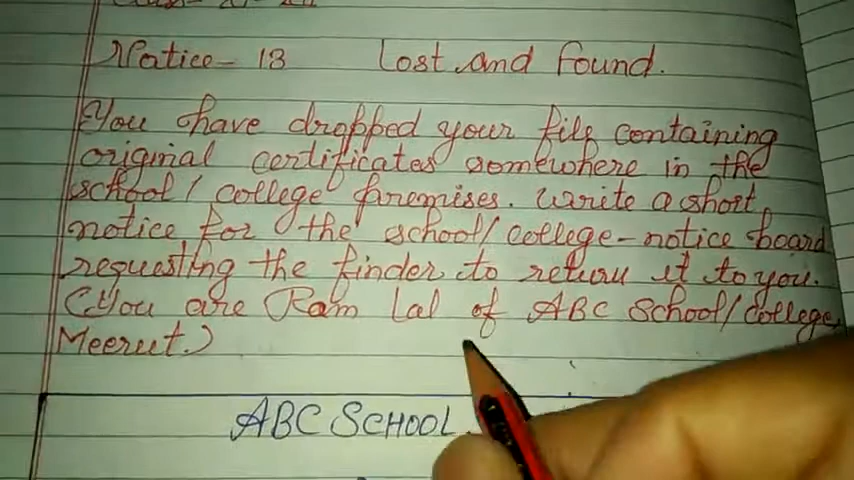 Notice - 13 Lost and Found.
You have dropped your file containing
original certificates somewhere in the
school / college premises. Write a short
notice for the school / college - notice board
requesting the finder to return it to you.
(You are Ram Lal of ABC School / College,
Meerut.)
ABC SCHOOL